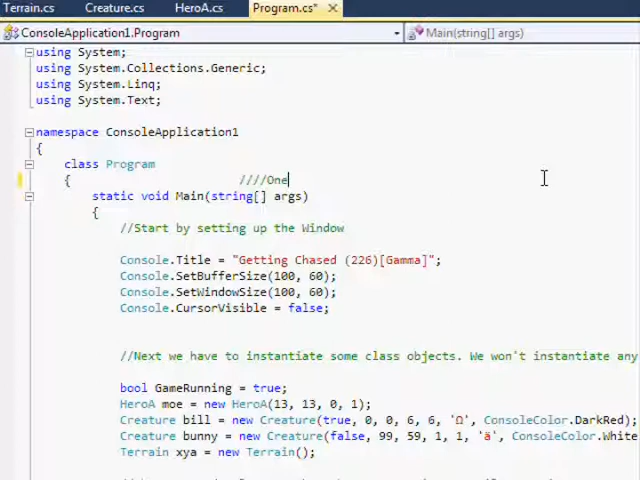 Terrain.cs Creature.cs HeroA.cs Program.cs*
ConsoleApplication1.Program Main(string[] args)
using System;
using System.Collections.Generic;
using System.Linq;
using System.Text;
namespace ConsoleApplication1
{
class Program
{ ////One
static void Main(string[] args)
{
//Start by setting up the Window
Console.Title = "Getting Chased (226)[Gamma]";
Console.SetBufferSize(100, 60);
Console.SetWindowSize(100, 60);
Console.CursorVisible = false;
//Next we have to instantiate some class objects. We won't instantiate any
bool GameRunning = true;
HeroA moe = new HeroA(13, 13, 0, 1);
Creature bill = new Creature(true, 0, 0, 6, 6, 'Ω', ConsoleColor.DarkRed);
Creature bunny = new Creature(false, 99, 59, 1, 1, 'ä', ConsoleColor.White
Terrain xya = new Terrain();